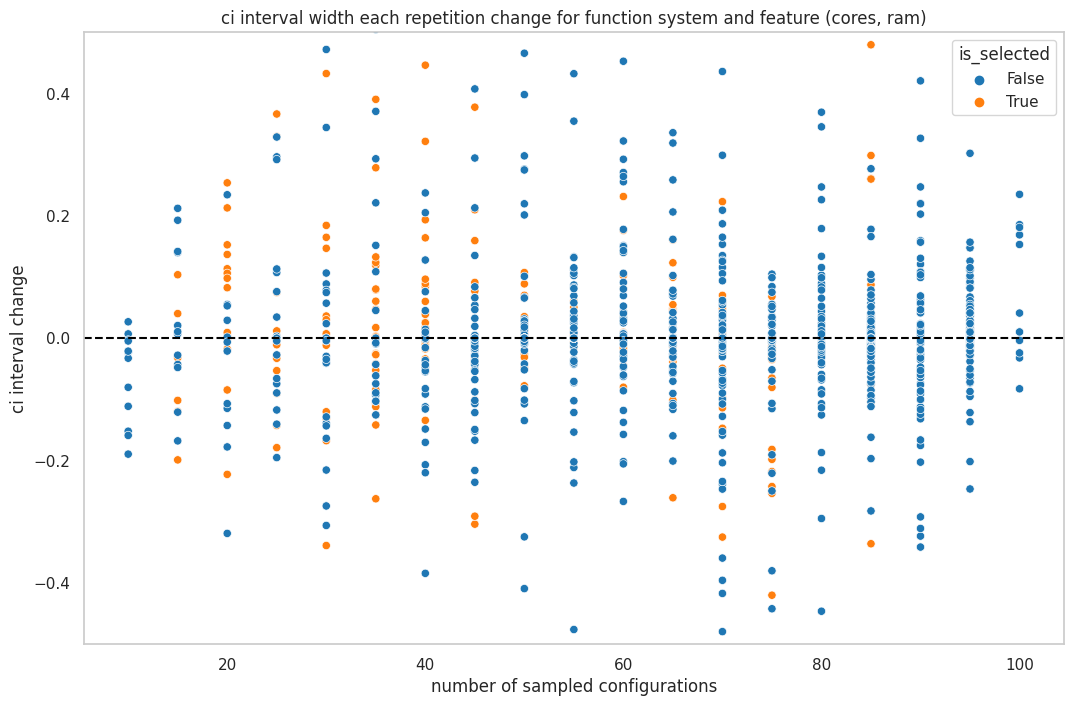 ci interval width each repetition change for function system and feature (cores, ram)
is_selected
False
True
0.4
0.2
0.0
−0.2
−0.4
ci interval change
20
40
60
80
100
number of sampled configurations